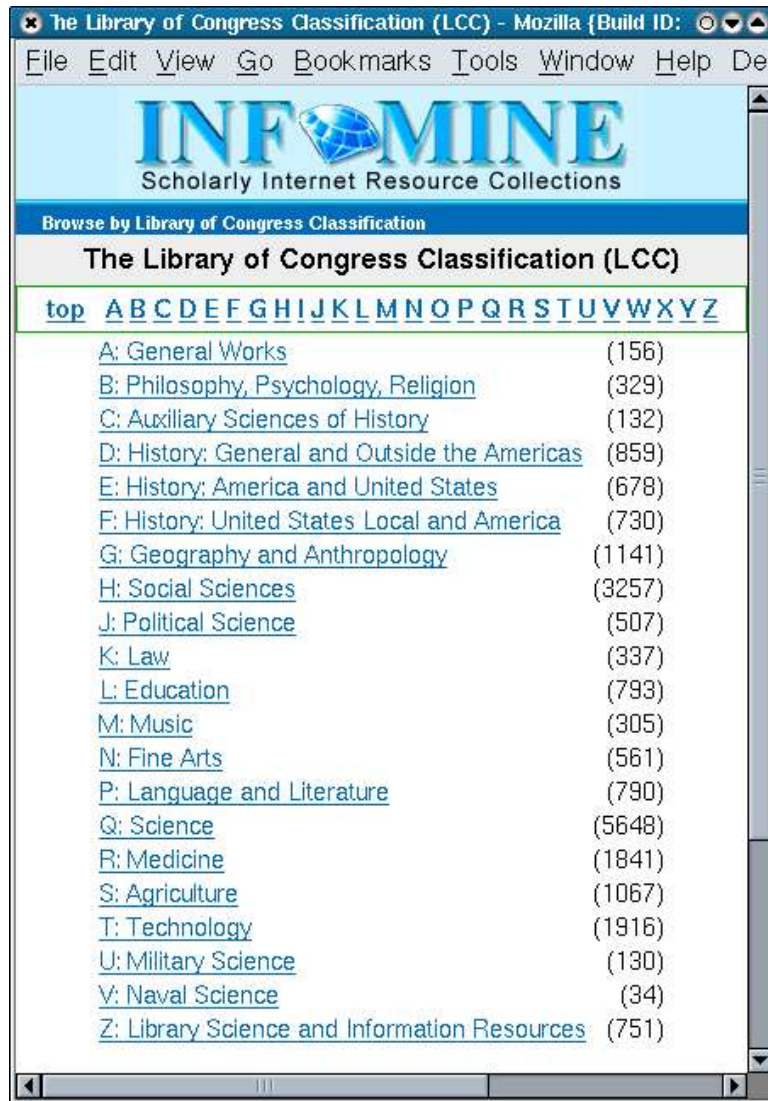 The Library of Congress Classification (LCC) - Mozilla {Build ID:
File Edit View Go Bookmarks Tools Window Help De
INFOMINE
Scholarly Internet Resource Collections
Browse by Library of Congress Classification
The Library of Congress Classification (LCC)
top A B C D E F G H I J K L M N O P Q R S T U V W X Y Z
A: General Works (156)
B: Philosophy, Psychology, Religion (329)
C: Auxiliary Sciences of History (132)
D: History: General and Outside the Americas (859)
E: History: America and United States (678)
F: History: United States Local and America (730)
G: Geography and Anthropology (1141)
H: Social Sciences (3257)
J: Political Science (507)
K: Law (337)
L: Education (793)
M: Music (305)
N: Fine Arts (561)
P: Language and Literature (790)
Q: Science (5648)
R: Medicine (1841)
S: Agriculture (1067)
T: Technology (1916)
U: Military Science (130)
V: Naval Science (34)
Z: Library Science and Information Resources (751)